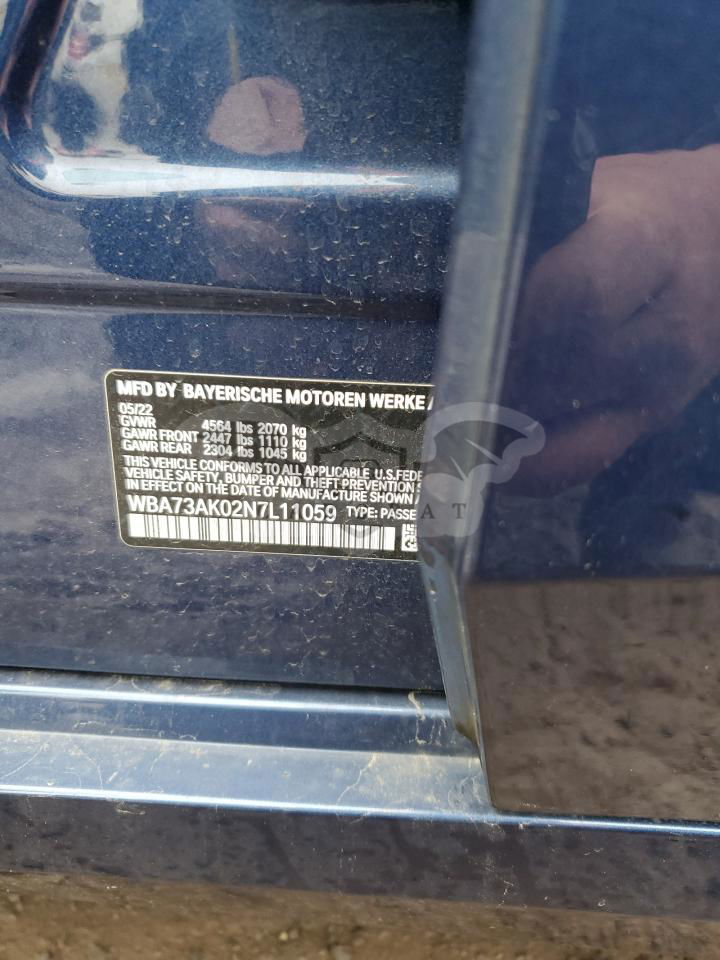 MFD BY BAYERISCHE MOTOREN WERKE A
05/22
GVWR 4564 lbs 2070 kg
GAWR FRONT 2447 lbs 1110 kg
GAWR REAR 2304 lbs 1045 kg
THIS VEHICLE CONFORMS TO ALL APPLICABLE U.S. FEDE
VEHICLE SAFETY, BUMPER AND THEFT PREVENTION S
IN EFFECT ON THE DATE OF MANUFACTURE SHOWN A
WBA73AK02N7L11059 TYPE: PASSE